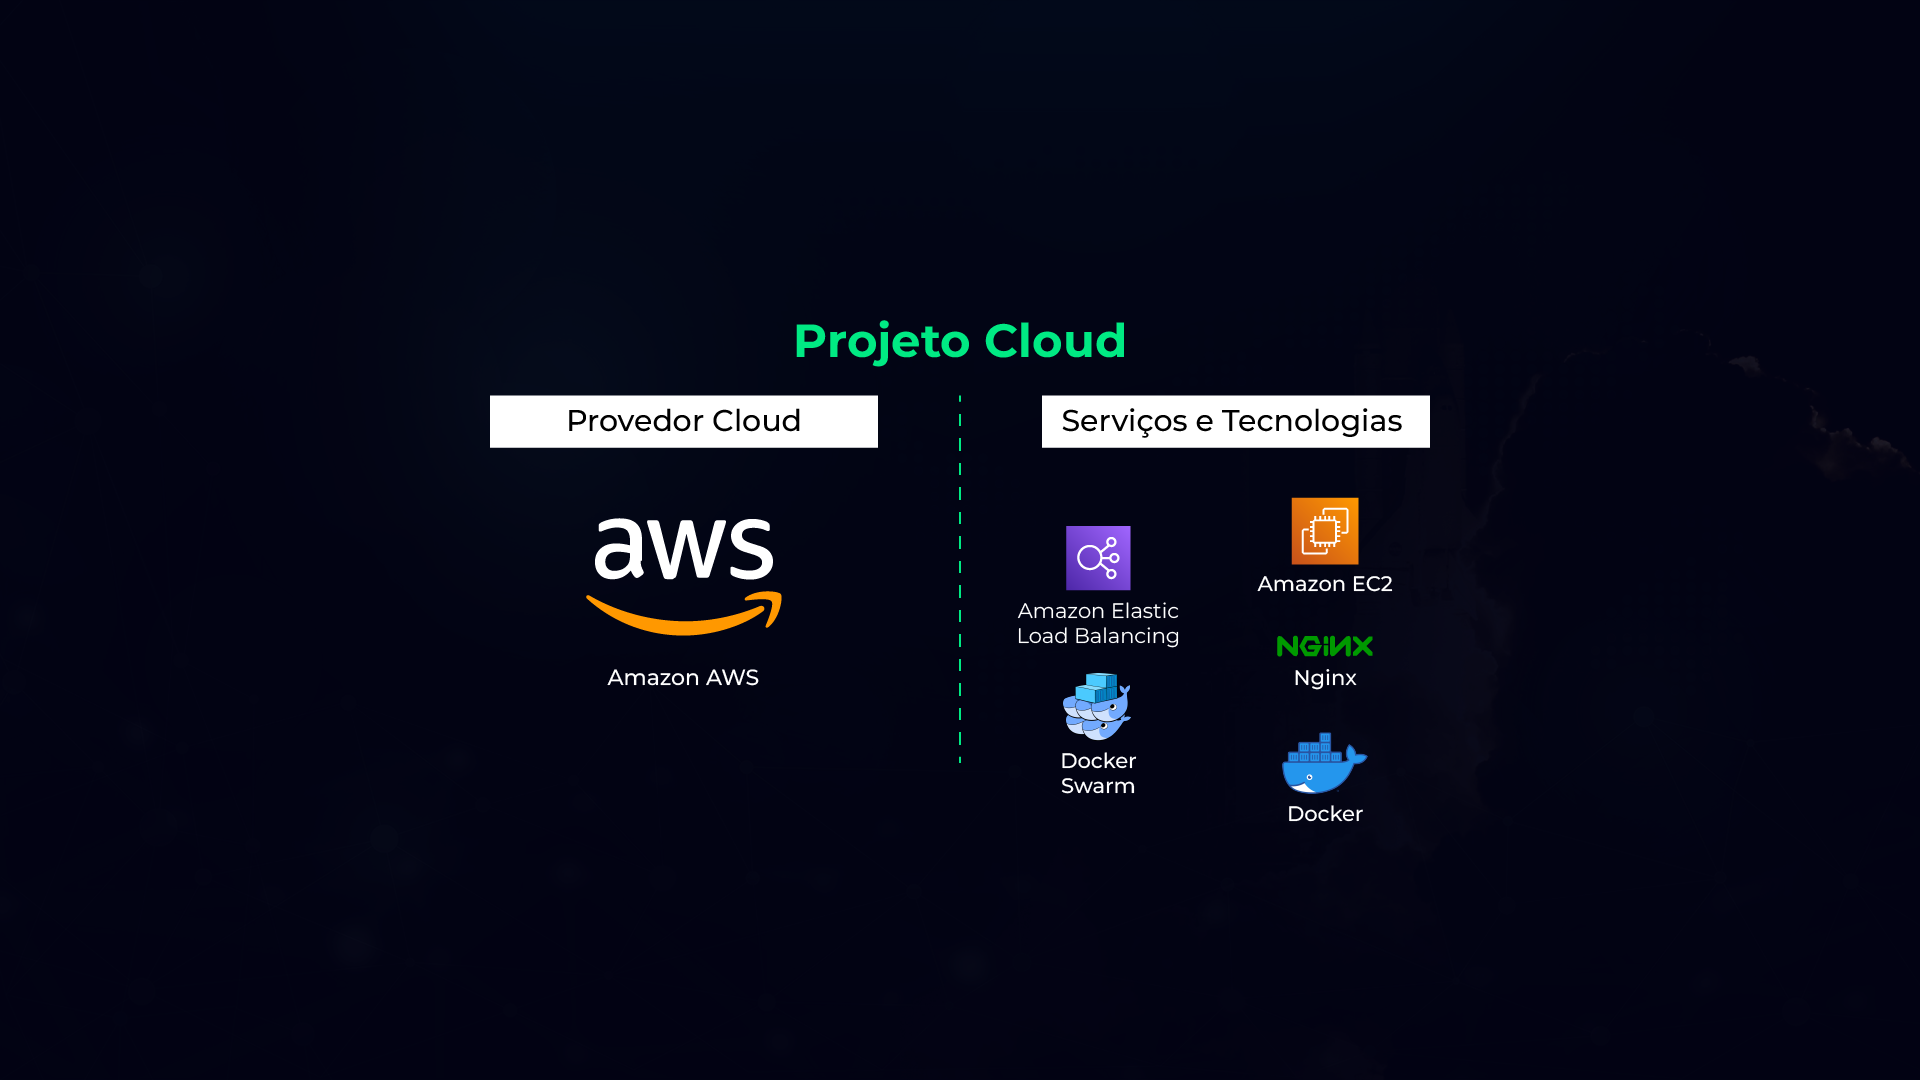 Projeto Cloud
Provedor Cloud
aws
Amazon AWS
Serviços e Tecnologias
Amazon Elastic
Load Balancing
Amazon EC2
NGiNX
Nginx
Docker
Swarm
Docker